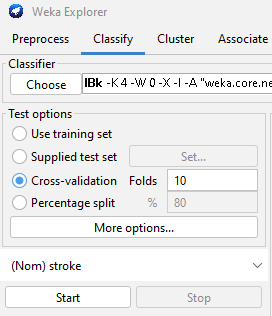 Weka Explorer
Preprocess Classify Cluster Associate
Classifier
Choose IBk -K 4 -W 0 -X -I -A "weka.core.ne
Test options
Use training set
Supplied test set Set...
Cross-validation Folds 10
Percentage split % 80
More options...
(Nom) stroke
Start Stop